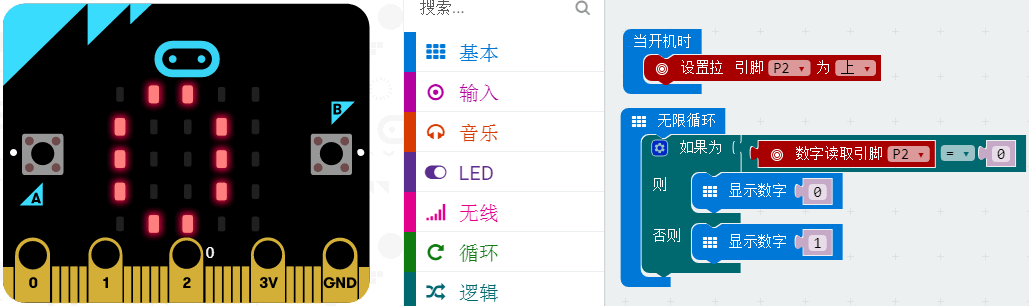 搜索...
基本
输入
音乐
LED
无线
循环
逻辑
B
A
0
0 1 2 3V GND
当开机时
设置拉 引脚 P2 为 上
无限循环
如果为 数字读取引脚 P2 = 0
则 显示数字 0
否则 显示数字 1